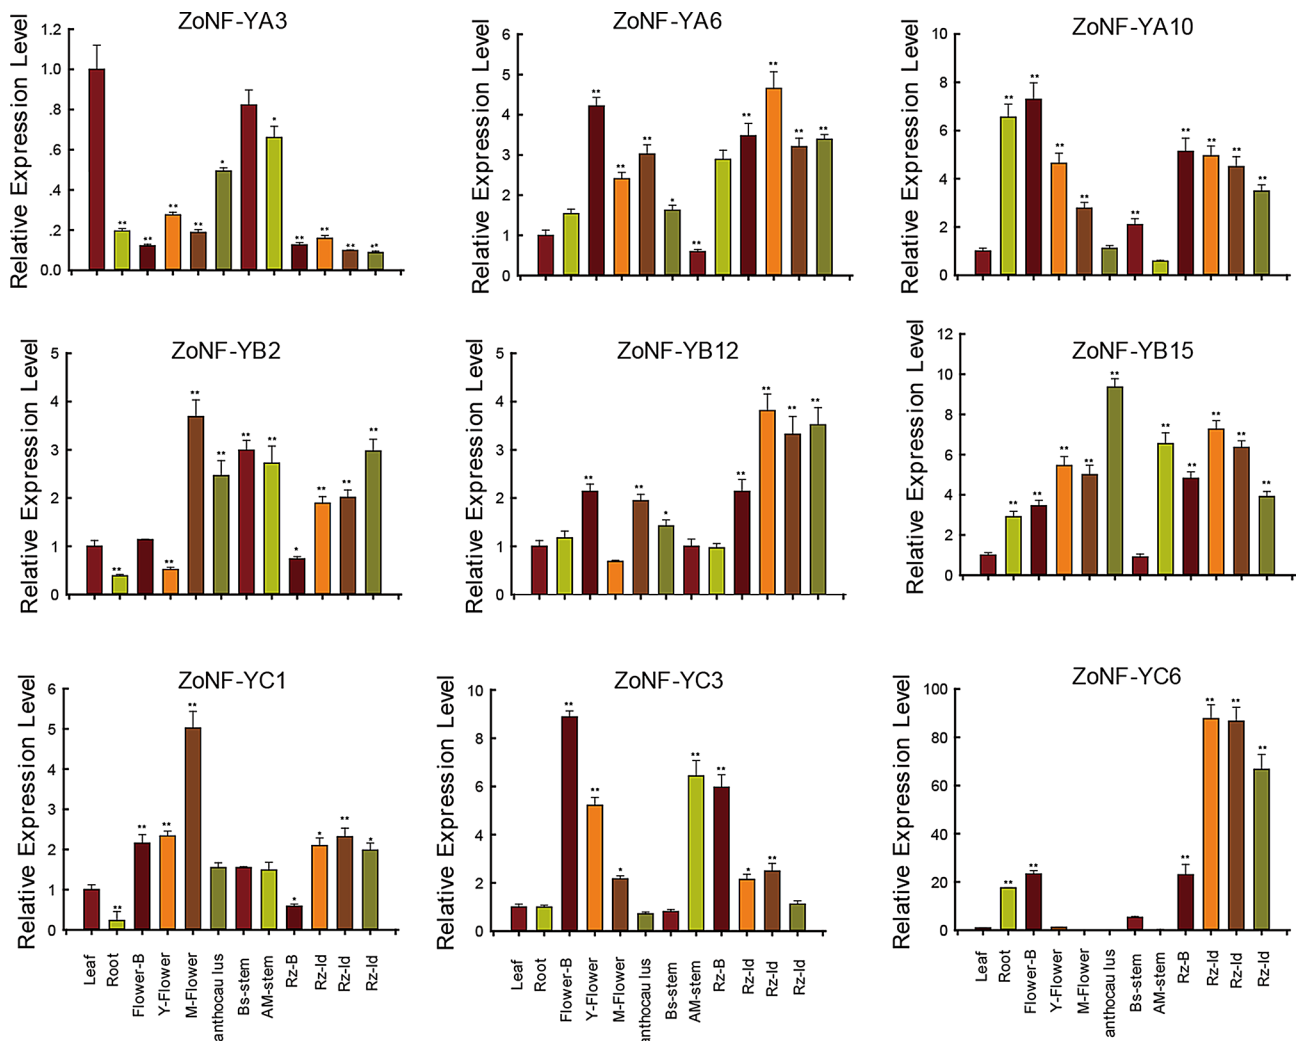 ZoNF-YA3
Relative Expression Level
1.2
1.0
.8
.6
.4
.2
0.0
** ** ** ** * * ** ** ** **
ZoNF-YA6
Relative Expression Level
6
5
4
3
2
1
0
** ** ** * ** ** ** ** **
ZoNF-YA10
Relative Expression Level
10
8
6
4
2
0
** ** ** ** ** ** ** ** **
ZoNF-YB2
Relative Expression Level
5
4
3
2
1
0
** ** ** ** ** ** * ** ** **
ZoNF-YB12
Relative Expression Level
5
4
3
2
1
0
** ** * ** ** ** **
ZoNF-YB15
Relative Expression Level
12
10
8
6
4
2
0
** ** ** ** ** ** ** ** ** **
ZoNF-YC1
Relative Expression Level
6
5
4
3
2
1
0
** ** ** ** * * ** *
Leaf
Root
Flower-B
Y-Flower
M-Flower
anthocau lus
Bs-stem
AM-stem
Rz-B
Rz-Id
Rz-Id
Rz-Id
ZoNF-YC3
Relative Expression Level
10
8
6
4
2
0
** ** * ** ** * **
Leaf
Root
Flower-B
Y-Flower
M-Flower
anthocau lus
Bs-stem
AM-stem
Rz-B
Rz-Id
Rz-Id
Rz-Id
ZoNF-YC6
Relative Expression Level
100
80
60
40
20
0
** ** ** ** ** **
Leaf
Root
Flower-B
Y-Flower
M-Flower
anthocau lus
Bs-stem
AM-stem
Rz-B
Rz-Id
Rz-Id
Rz-Id